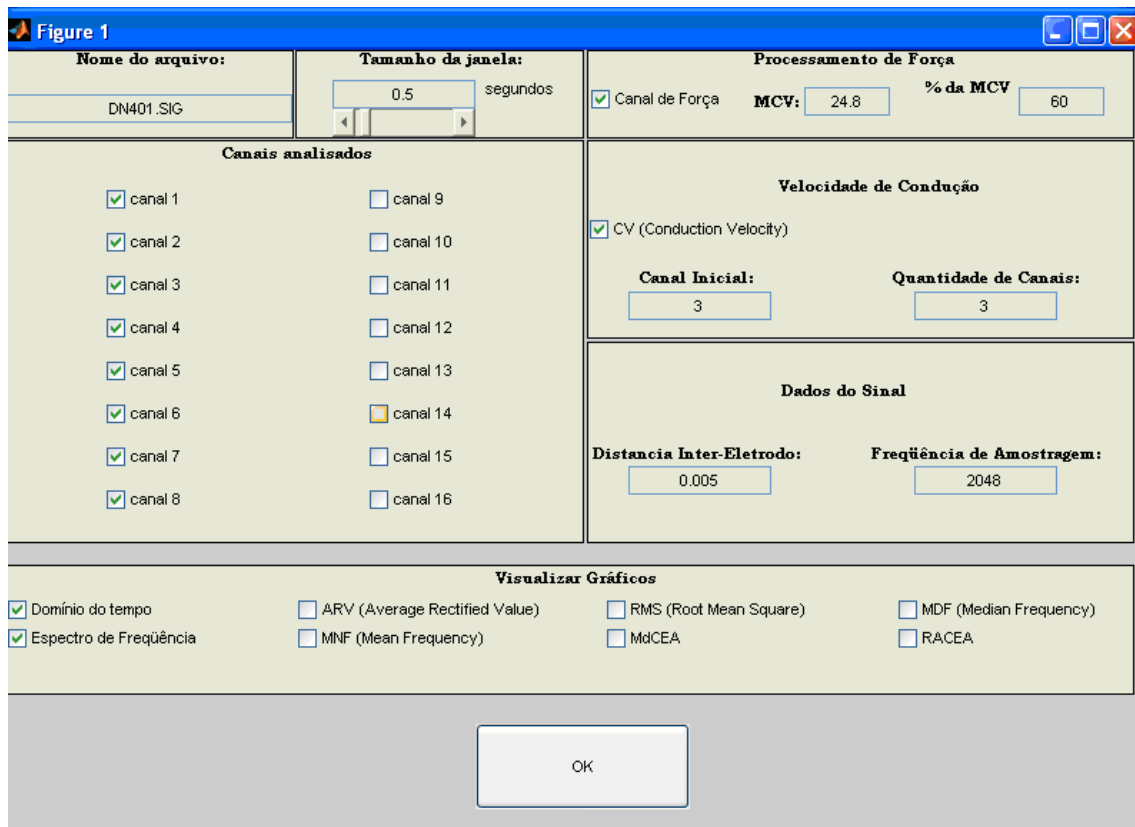 Figure 1
Nome do arquivo:
DN401.SIG
Tamanho da janela:
0.5 segundos
Processamento de Força
Canal de Força MCV: 24.8 % da MCV 60
Canais analisados
canal 1
canal 2
canal 3
canal 4
canal 5
canal 6
canal 7
canal 8
canal 9
canal 10
canal 11
canal 12
canal 13
canal 14
canal 15
canal 16
Velocidade de Condução
CV (Conduction Velocity)
Canal Inicial:
3
Quantidade de Canais:
3
Dados do Sinal
Distancia Inter-Eletrodo:
0.005
Freqüência de Amostragem:
2048
Visualizar Gráficos
Domínio do tempo
ARV (Average Rectified Value)
RMS (Root Mean Square)
MDF (Median Frequency)
Espectro de Freqüência
MNF (Mean Frequency)
MdCEA
RACEA
OK